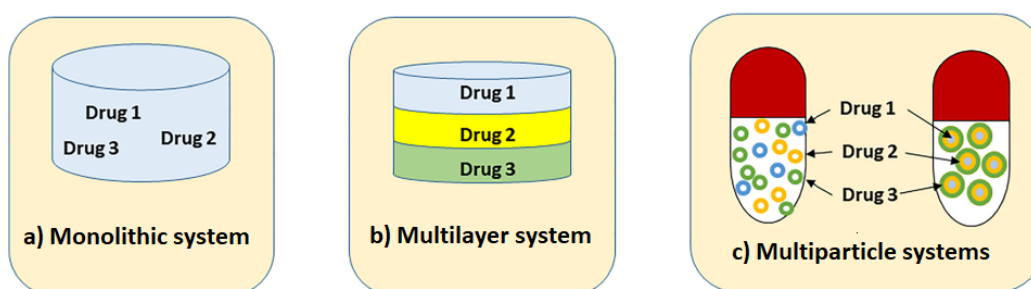 Drug 1
Drug 2
Drug 3
a) Monolithic system
Drug 1
Drug 2
Drug 3
b) Multilayer system
Drug 1
Drug 2
Drug 3
c) Multiparticle systems